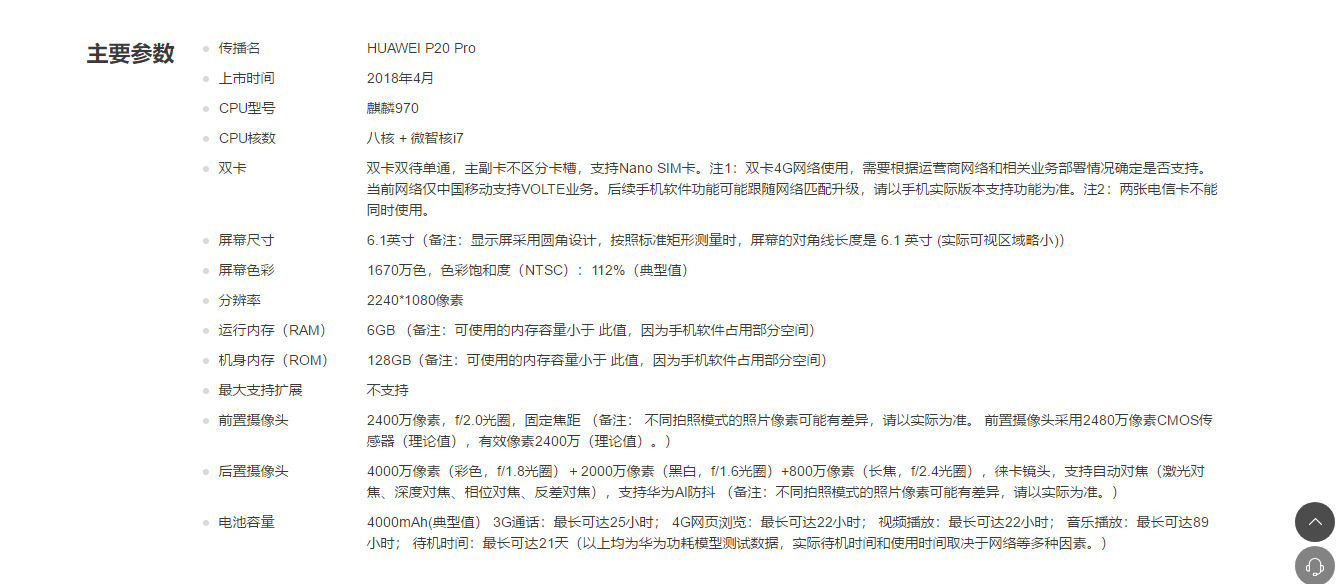 主要参数
传播名 HUAWEI P20 Pro
上市时间 2018年4月
CPU型号 麒麟970
CPU核数 八核 + 微智核i7
双卡 双卡双待单通，主副卡不区分卡槽，支持Nano SIM卡。注1：双卡4G网络使用，需要根据运营商网络和相关业务部署情况确定是否支持。
当前网络仅中国移动支持VOLTE业务。后续手机软件功能可能跟随网络匹配升级，请以手机实际版本支持功能为准。注2：两张电信卡不能
同时使用。
屏幕尺寸 6.1英寸（备注：显示屏采用圆角设计，按照标准矩形测量时，屏幕的对角线长度是 6.1 英寸 (实际可视区域略小)）
屏幕色彩 1670万色，色彩饱和度（NTSC）：112%（典型值）
分辨率 2240*1080像素
运行内存（RAM） 6GB （备注：可使用的内存容量小于 此值，因为手机软件占用部分空间）
机身内存（ROM） 128GB（备注：可使用的内存容量小于 此值，因为手机软件占用部分空间）
最大支持扩展 不支持
前置摄像头 2400万像素，f/2.0光圈，固定焦距 （备注： 不同拍照模式的照片像素可能有差异，请以实际为准。 前置摄像头采用2480万像素CMOS传
感器（理论值），有效像素2400万（理论值）。）
后置摄像头 4000万像素（彩色，f/1.8光圈）+ 2000万像素（黑白，f/1.6光圈）+800万像素（长焦，f/2.4光圈），徕卡镜头，支持自动对焦（激光对
焦、深度对焦、相位对焦、反差对焦），支持华为AI防抖 （备注：不同拍照模式的照片像素可能有差异，请以实际为准。）
电池容量 4000mAh(典型值） 3G通话：最长可达25小时； 4G网页浏览：最长可达22小时； 视频播放：最长可达22小时； 音乐播放：最长可达89
小时； 待机时间：最长可达21天（以上均为华为功耗模型测试数据，实际待机时间和使用时间取决于网络等多种因素。）